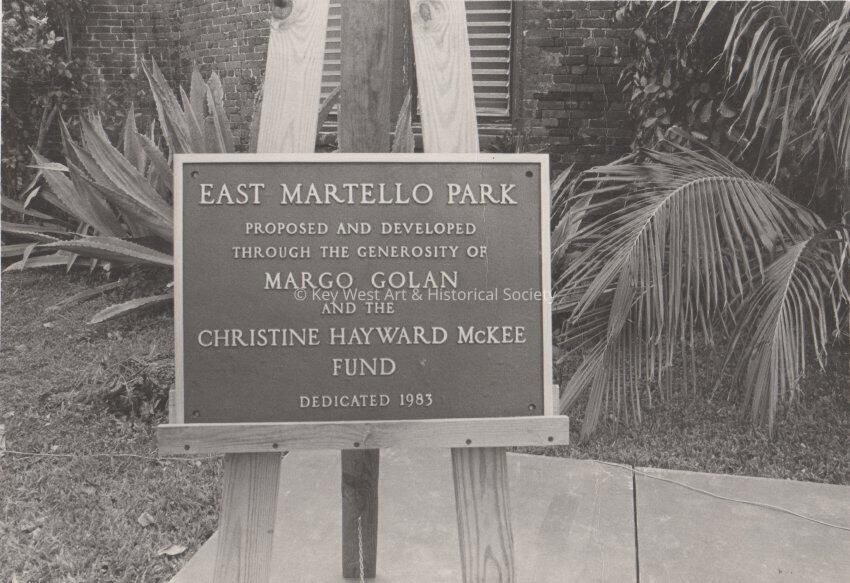 EAST MARTELLO PARK
PROPOSED AND DEVELOPED
THROUGH THE GENEROSITY OF
MARGO GOLAN
© Key West Art & Historical Society
AND THE
CHRISTINE HAYWARD McKEE
FUND
DEDICATED 1983